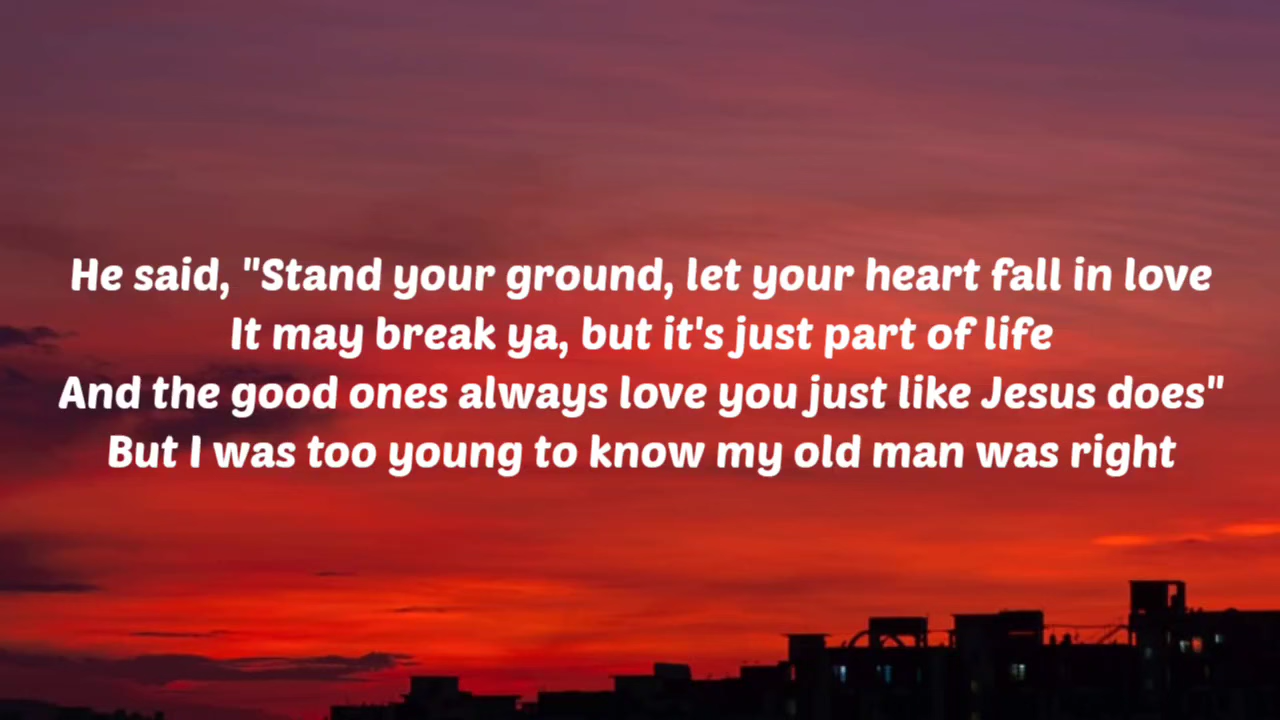 He said, "Stand your ground, let your heart fall in love
It may break ya, but it's just part of life
And the good ones always love you just like Jesus does"
But I was too young to know my old man was right